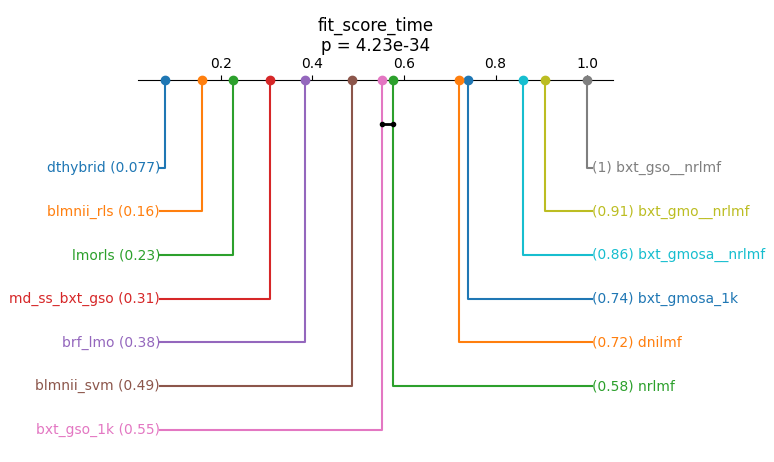 fit_score_time
p = 4.23e-34
0.2 0.4 0.6 0.8 1.0
dthybrid (0.077) (1) bxt_gso__nrlmf
blmnii_rls (0.16) (0.91) bxt_gmo__nrlmf
lmorls (0.23) (0.86) bxt_gmosa__nrlmf
md_ss_bxt_gso (0.31) (0.74) bxt_gmosa_1k
brf_lmo (0.38) (0.72) dnilmf
blmnii_svm (0.49) (0.58) nrlmf
bxt_gso_1k (0.55)